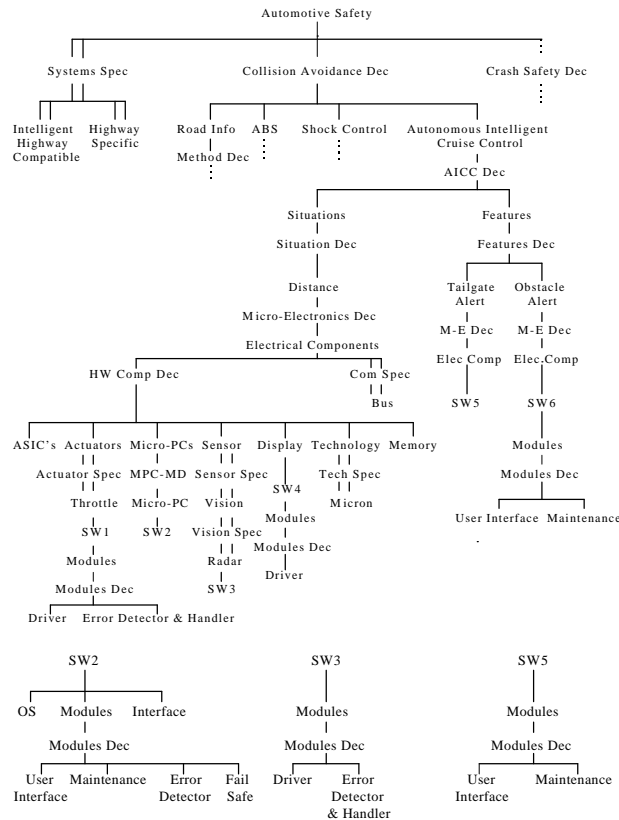 Automotive Safety
Systems Spec Collision Avoidance Dec Crash Safety Dec
Intelligent Highway Road Info ABS Shock Control Autonomous Intelligent
Highway Specific Cruise Control
Compatible Method Dec
AICC Dec
Situations Features
Situation Dec Features Dec
Distance Tailgate Obstacle
Alert Alert
Micro-Electronics Dec
M-E Dec M-E Dec
Electrical Components
Elec Comp Elec.Comp
HW Comp Dec Com Spec
Bus SW5 SW6
ASIC's Actuators Micro-PCs Sensor Display Technology Memory Modules
Actuator Spec MPC-MD Sensor Spec Tech Spec Modules Dec
SW4
Throttle Micro-PC Vision Micron
Modules User Interface Maintenance
SW1 SW2 Vision Spec
Modules Dec
Modules Radar
Driver
Modules Dec SW3
Driver Error Detector & Handler
SW2 SW3 SW5
OS Modules Interface Modules Modules
Modules Dec Modules Dec Modules Dec
User Maintenance Error Fail Driver Error User Maintenance
Interface Detector Safe Detector Interface
& Handler